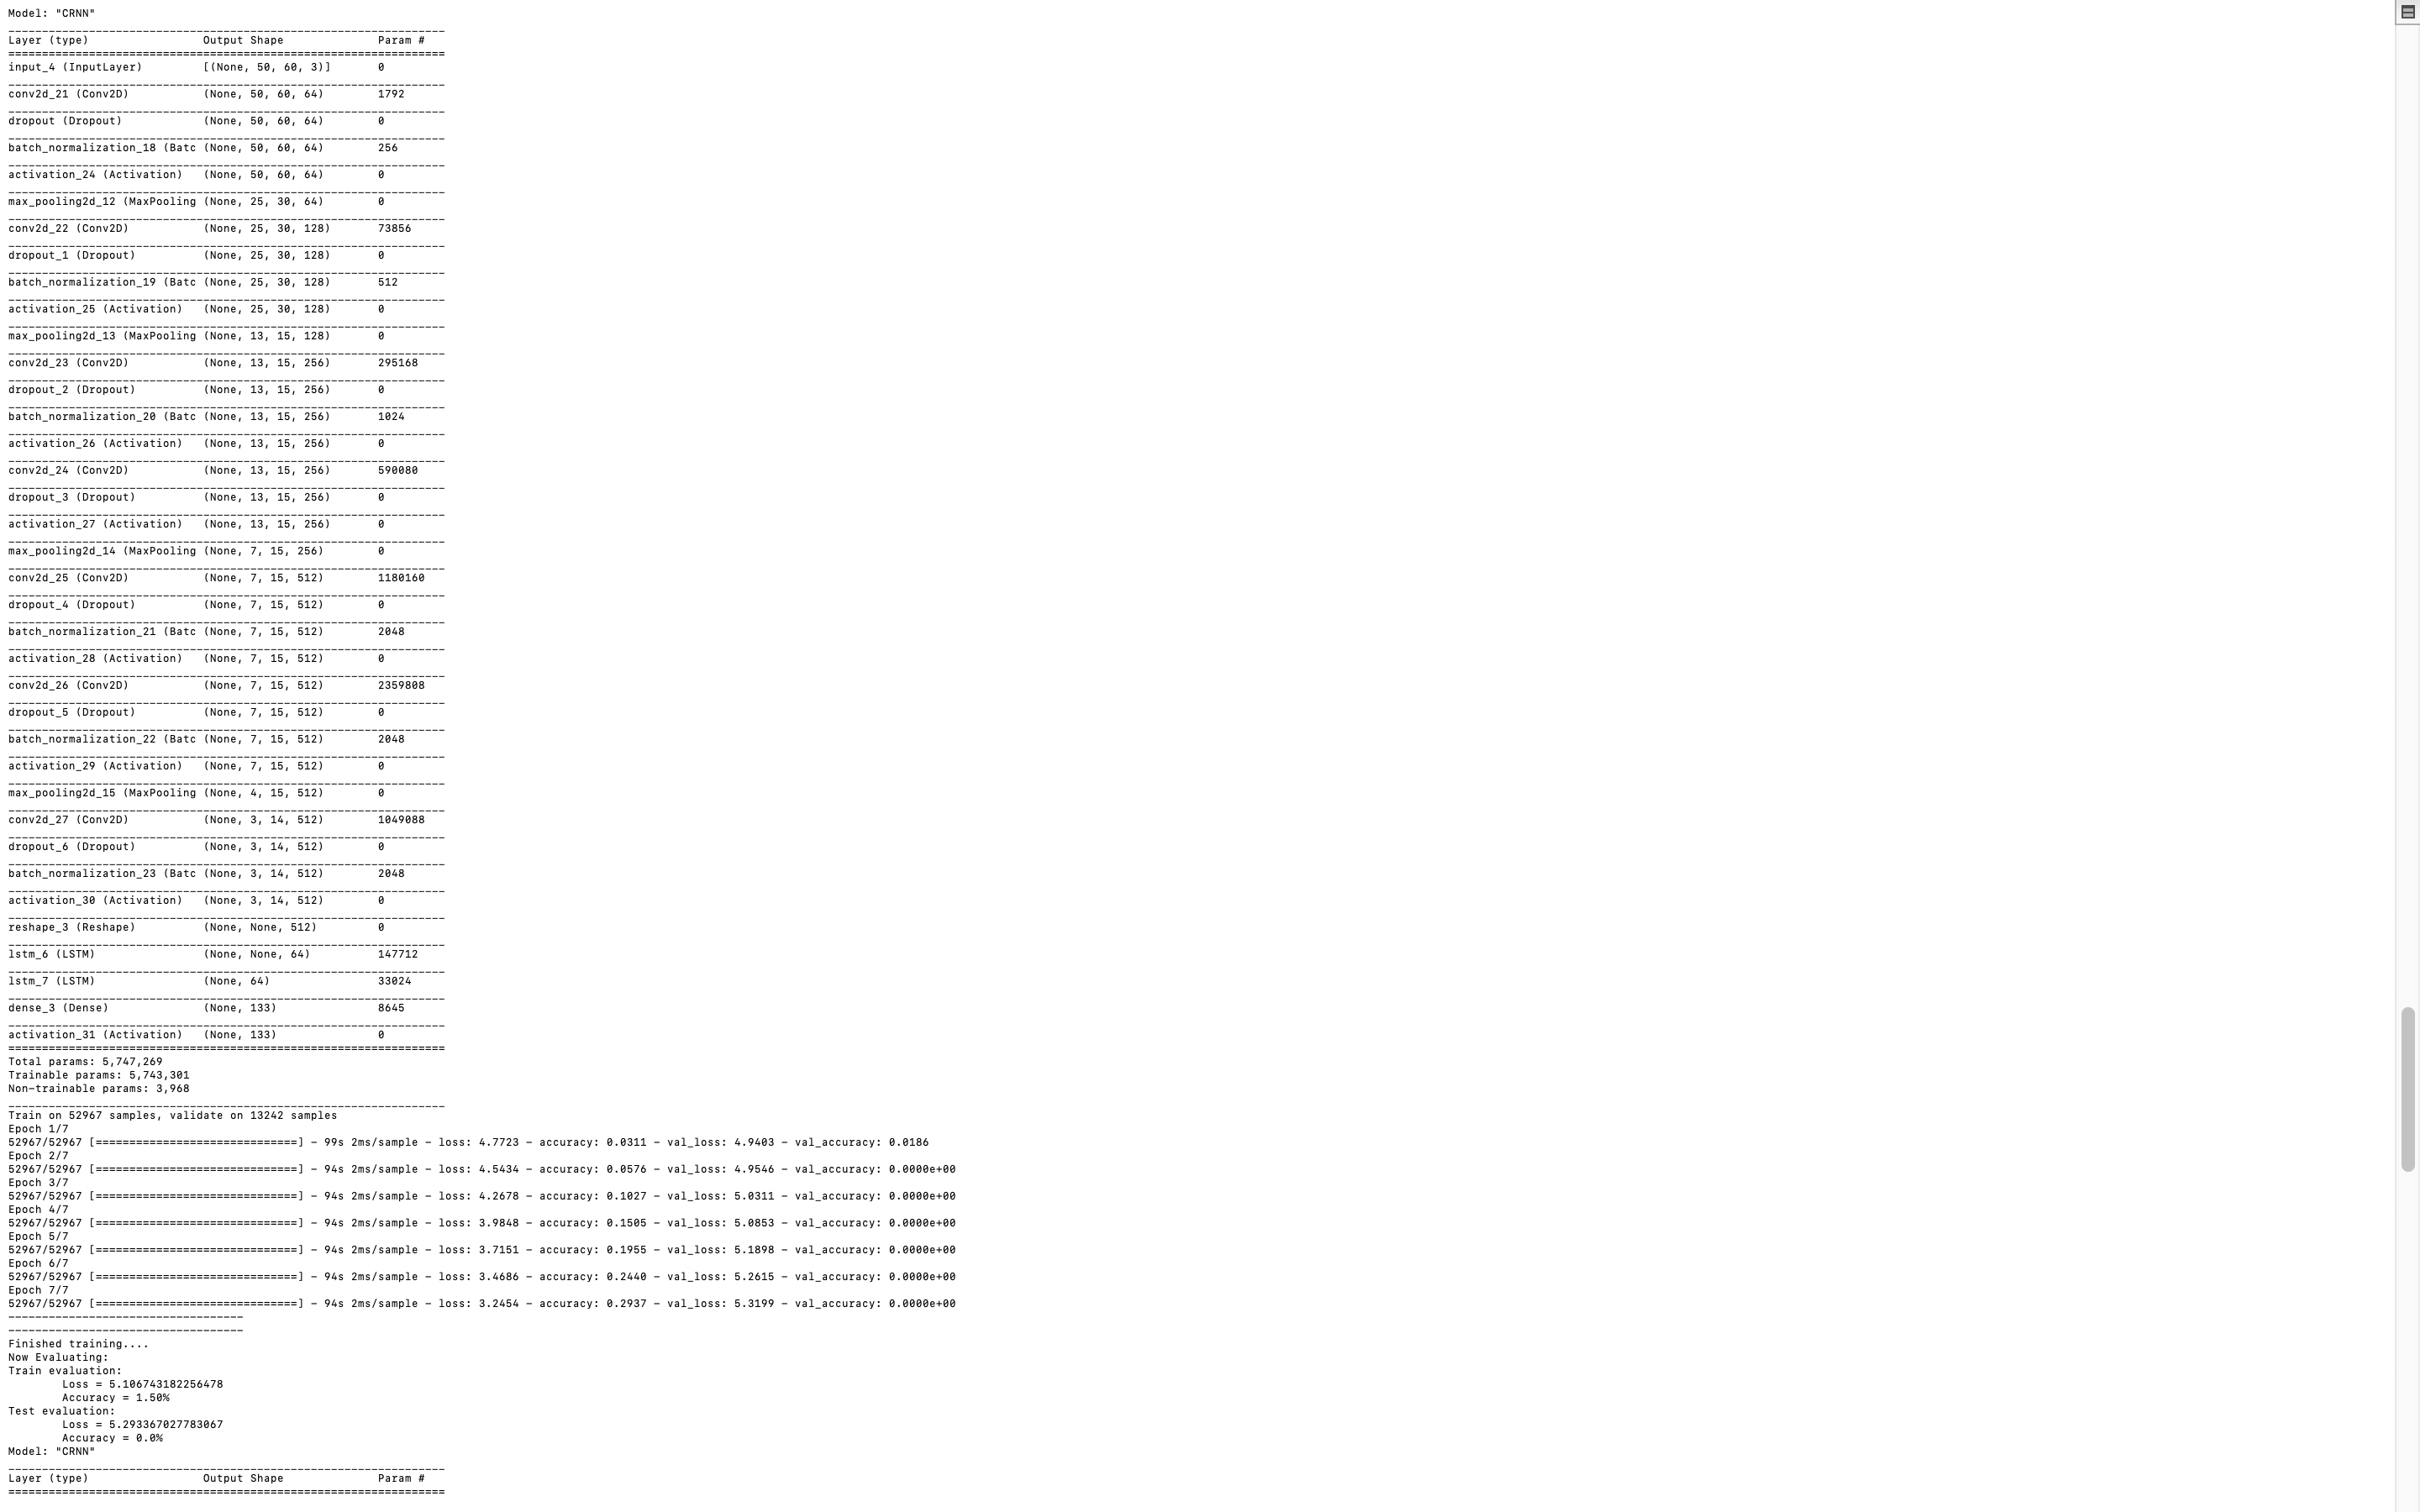 Model: "CRNN"
_________________________________________________________________
Layer (type)                 Output Shape              Param #
=================================================================
input_4 (InputLayer)         [(None, 50, 60, 3)]       0
_________________________________________________________________
conv2d_21 (Conv2D)           (None, 50, 60, 64)        1792
_________________________________________________________________
dropout (Dropout)            (None, 50, 60, 64)        0
_________________________________________________________________
batch_normalization_18 (Batc (None, 50, 60, 64)        256
_________________________________________________________________
activation_24 (Activation)   (None, 50, 60, 64)        0
_________________________________________________________________
max_pooling2d_12 (MaxPooling (None, 25, 30, 64)        0
_________________________________________________________________
conv2d_22 (Conv2D)           (None, 25, 30, 128)       73856
_________________________________________________________________
dropout_1 (Dropout)          (None, 25, 30, 128)       0
_________________________________________________________________
batch_normalization_19 (Batc (None, 25, 30, 128)       512
_________________________________________________________________
activation_25 (Activation)   (None, 25, 30, 128)       0
_________________________________________________________________
max_pooling2d_13 (MaxPooling (None, 13, 15, 128)       0
_________________________________________________________________
conv2d_23 (Conv2D)           (None, 13, 15, 256)       295168
_________________________________________________________________
dropout_2 (Dropout)          (None, 13, 15, 256)       0
_________________________________________________________________
batch_normalization_20 (Batc (None, 13, 15, 256)       1024
_________________________________________________________________
activation_26 (Activation)   (None, 13, 15, 256)       0
_________________________________________________________________
conv2d_24 (Conv2D)           (None, 13, 15, 256)       590080
_________________________________________________________________
dropout_3 (Dropout)          (None, 13, 15, 256)       0
_________________________________________________________________
activation_27 (Activation)   (None, 13, 15, 256)       0
_________________________________________________________________
max_pooling2d_14 (MaxPooling (None, 7, 15, 256)        0
_________________________________________________________________
conv2d_25 (Conv2D)           (None, 7, 15, 512)        1180160
_________________________________________________________________
dropout_4 (Dropout)          (None, 7, 15, 512)        0
_________________________________________________________________
batch_normalization_21 (Batc (None, 7, 15, 512)        2048
_________________________________________________________________
activation_28 (Activation)   (None, 7, 15, 512)        0
_________________________________________________________________
conv2d_26 (Conv2D)           (None, 7, 15, 512)        2359808
_________________________________________________________________
dropout_5 (Dropout)          (None, 7, 15, 512)        0
_________________________________________________________________
batch_normalization_22 (Batc (None, 7, 15, 512)        2048
_________________________________________________________________
activation_29 (Activation)   (None, 7, 15, 512)        0
_________________________________________________________________
max_pooling2d_15 (MaxPooling (None, 4, 15, 512)        0
_________________________________________________________________
conv2d_27 (Conv2D)           (None, 3, 14, 512)        1049088
_________________________________________________________________
dropout_6 (Dropout)          (None, 3, 14, 512)        0
_________________________________________________________________
batch_normalization_23 (Batc (None, 3, 14, 512)        2048
_________________________________________________________________
activation_30 (Activation)   (None, 3, 14, 512)        0
_________________________________________________________________
reshape_3 (Reshape)          (None, None, 512)         0
_________________________________________________________________
lstm_6 (LSTM)                (None, None, 64)          147712
_________________________________________________________________
lstm_7 (LSTM)                (None, 64)                33024
_________________________________________________________________
dense_3 (Dense)              (None, 133)               8645
_________________________________________________________________
activation_31 (Activation)   (None, 133)               0
=================================================================
Total params: 5,747,269
Trainable params: 5,743,301
Non-trainable params: 3,968
_________________________________________________________________
Train on 52967 samples, validate on 13242 samples
Epoch 1/7
52967/52967 [==============================] - 99s 2ms/sample - loss: 4.7723 - accuracy: 0.0311 - val_loss: 4.9403 - val_accuracy: 0.0186
Epoch 2/7
52967/52967 [==============================] - 94s 2ms/sample - loss: 4.5434 - accuracy: 0.0576 - val_loss: 4.9546 - val_accuracy: 0.0000e+00
Epoch 3/7
52967/52967 [==============================] - 94s 2ms/sample - loss: 4.2678 - accuracy: 0.1027 - val_loss: 5.0311 - val_accuracy: 0.0000e+00
Epoch 4/7
52967/52967 [==============================] - 94s 2ms/sample - loss: 3.9848 - accuracy: 0.1505 - val_loss: 5.0853 - val_accuracy: 0.0000e+00
Epoch 5/7
52967/52967 [==============================] - 94s 2ms/sample - loss: 3.7151 - accuracy: 0.1955 - val_loss: 5.1898 - val_accuracy: 0.0000e+00
Epoch 6/7
52967/52967 [==============================] - 94s 2ms/sample - loss: 3.4686 - accuracy: 0.2440 - val_loss: 5.2615 - val_accuracy: 0.0000e+00
Epoch 7/7
52967/52967 [==============================] - 94s 2ms/sample - loss: 3.2454 - accuracy: 0.2937 - val_loss: 5.3199 - val_accuracy: 0.0000e+00
-----------------------------------
-----------------------------------
Finished training....
Now Evaluating:
Train evaluation:
        Loss = 5.106743182256478
        Accuracy = 1.50%
Test evaluation:
        Loss = 5.293367027783067
        Accuracy = 0.0%
Model: "CRNN"
_________________________________________________________________
Layer (type)                 Output Shape              Param #
=================================================================